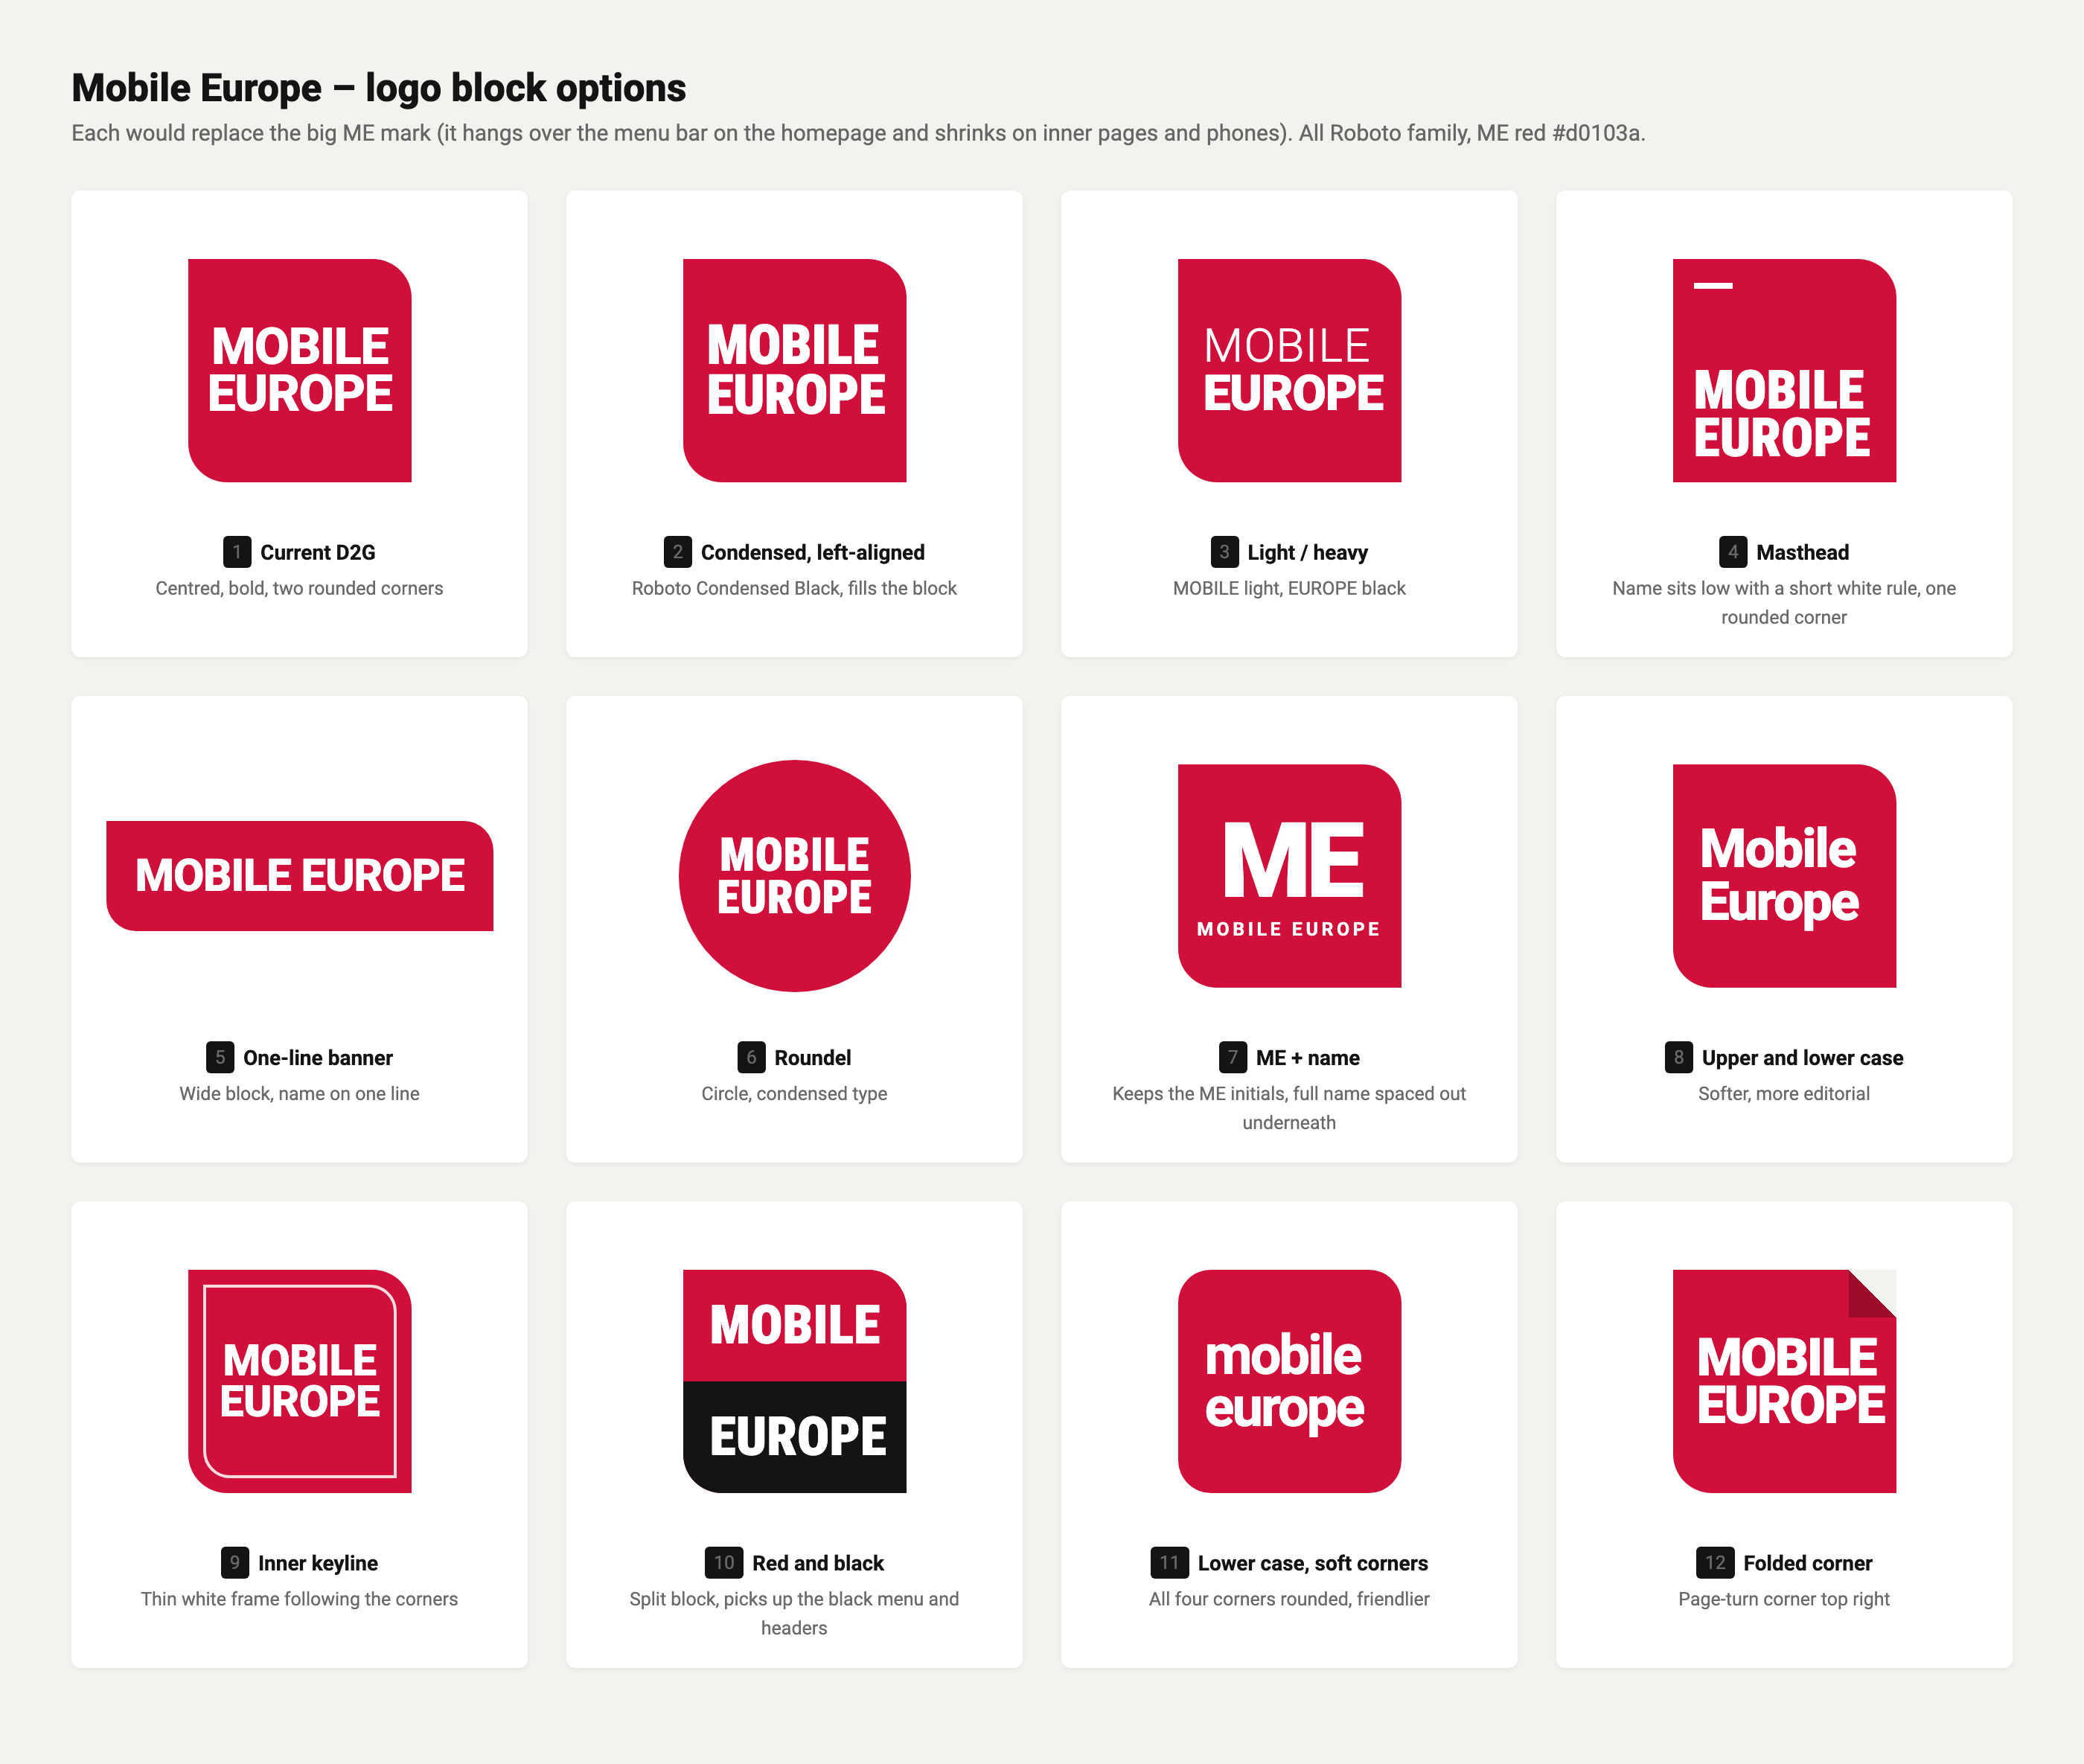 Mobile Europe – logo block options
Each would replace the big ME mark (it hangs over the menu bar on the homepage and shrinks on inner pages and phones). All Roboto family, ME red #d0103a.
MOBILE
EUROPE
1 Current D2G
Centred, bold, two rounded corners
MOBILE
EUROPE
2 Condensed, left-aligned
Roboto Condensed Black, fills the block
MOBILE
EUROPE
3 Light / heavy
MOBILE light, EUROPE black
MOBILE
EUROPE
4 Masthead
Name sits low with a short white rule, one
rounded corner
MOBILE EUROPE
5 One-line banner
Wide block, name on one line
MOBILE
EUROPE
6 Roundel
Circle, condensed type
ME
MOBILE EUROPE
7 ME + name
Keeps the ME initials, full name spaced out
underneath
Mobile
Europe
8 Upper and lower case
Softer, more editorial
MOBILE
EUROPE
9 Inner keyline
Thin white frame following the corners
MOBILE
EUROPE
10 Red and black
Split block, picks up the black menu and
headers
mobile
europe
11 Lower case, soft corners
All four corners rounded, friendlier
MOBILE
EUROPE
12 Folded corner
Page-turn corner top right